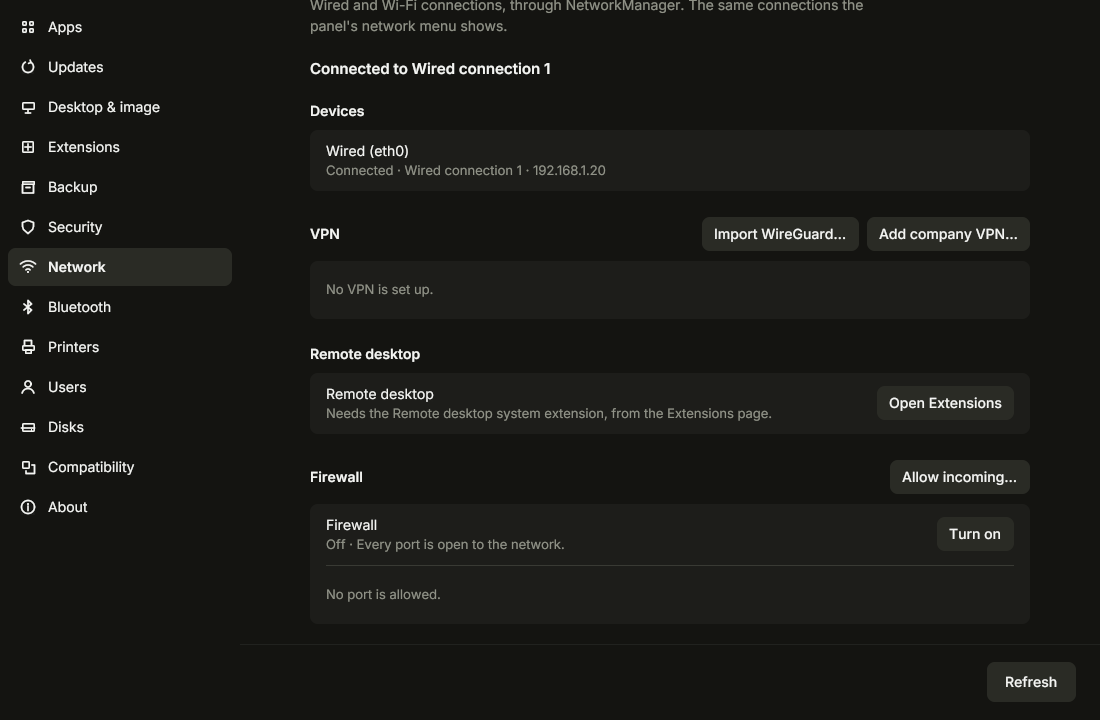 Apps
Updates
Desktop & image
Extensions
Backup
Security
Network
Bluetooth
Printers
Users
Disks
Compatibility
About
Wired and Wi-Fi connections, through NetworkManager. The same connections the
panel's network menu shows.
Connected to Wired connection 1
Devices
Wired (eth0)
Connected · Wired connection 1 · 192.168.1.20
VPN
Import WireGuard...
Add company VPN...
No VPN is set up.
Remote desktop
Remote desktop
Needs the Remote desktop system extension, from the Extensions page.
Open Extensions
Firewall
Allow incoming...
Firewall
Off · Every port is open to the network.
Turn on
No port is allowed.
Refresh